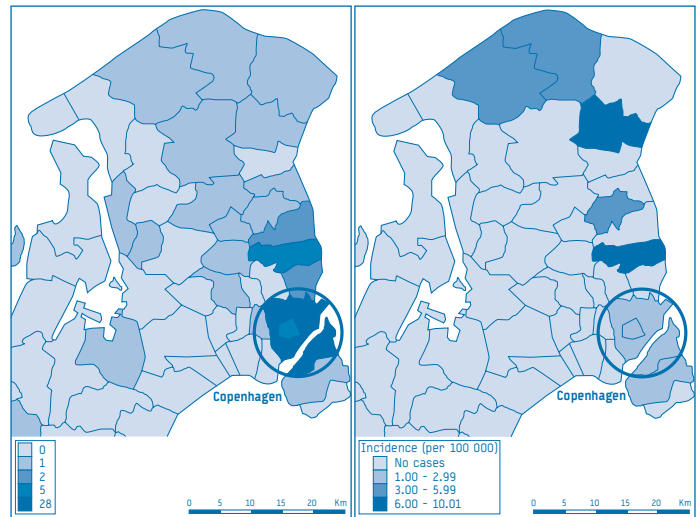 Copenhagen
0
1
2
5
28
0 5 10 15 20 Km
Copenhagen
Incidence (per 100 000)
No cases
1.00 - 2.99
3.00 - 5.99
6.00 - 10.01
0 5 10 15 20 Km